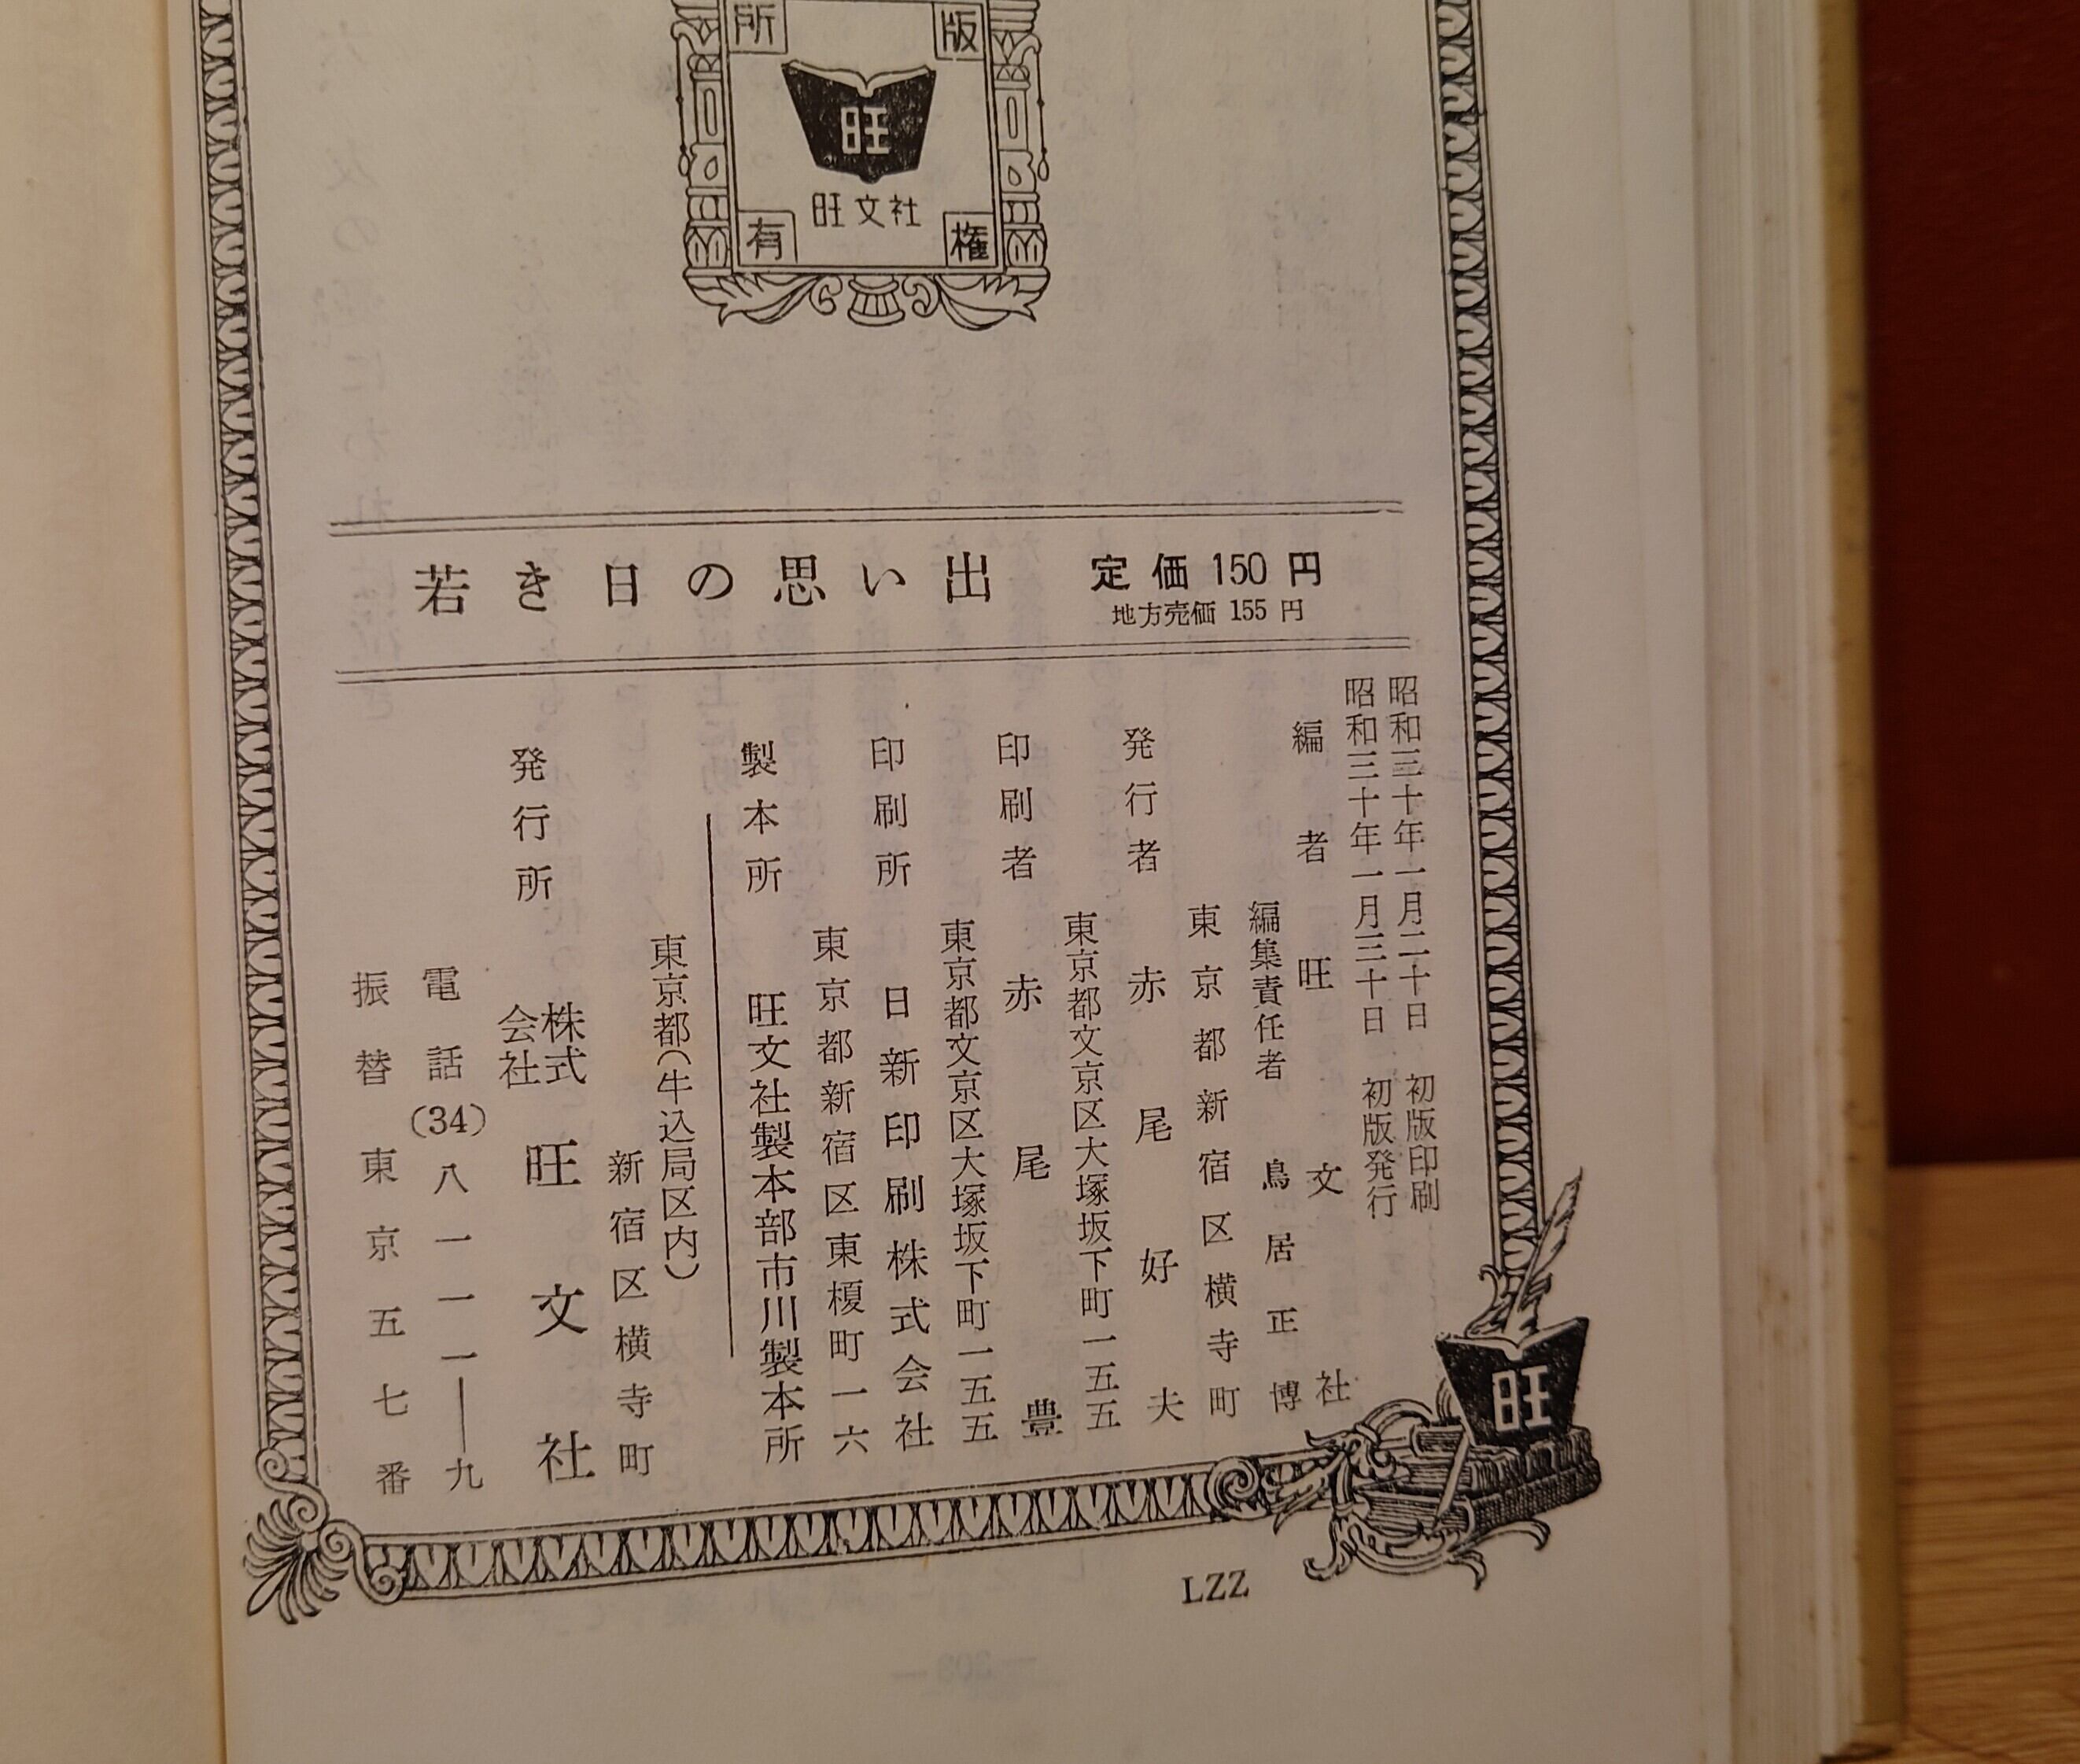 所 版
旺
旺文社
有 権
若き日の思い出 定価 150 円
地方売価 155 円
昭和三十年一月二十日 初版印刷
昭和三十年一月三十日 初版発行
編者 旺文社
編集責任者 鳥居正博
東京都新宿区横寺町
発行者 赤尾好夫
東京都文京区大塚坂下町一五五
印刷者 赤尾豊
東京都文京区大塚坂下町一五五
印刷所 日新印刷株式会社
東京都新宿区東榎町一六
製本所 旺文社製本部市川製本所
東京都(牛込局区内)
新宿区横寺町
発行所 株式会社 旺文社
電話(34)八一一一―九
振替東京五七番
旺
LZZ